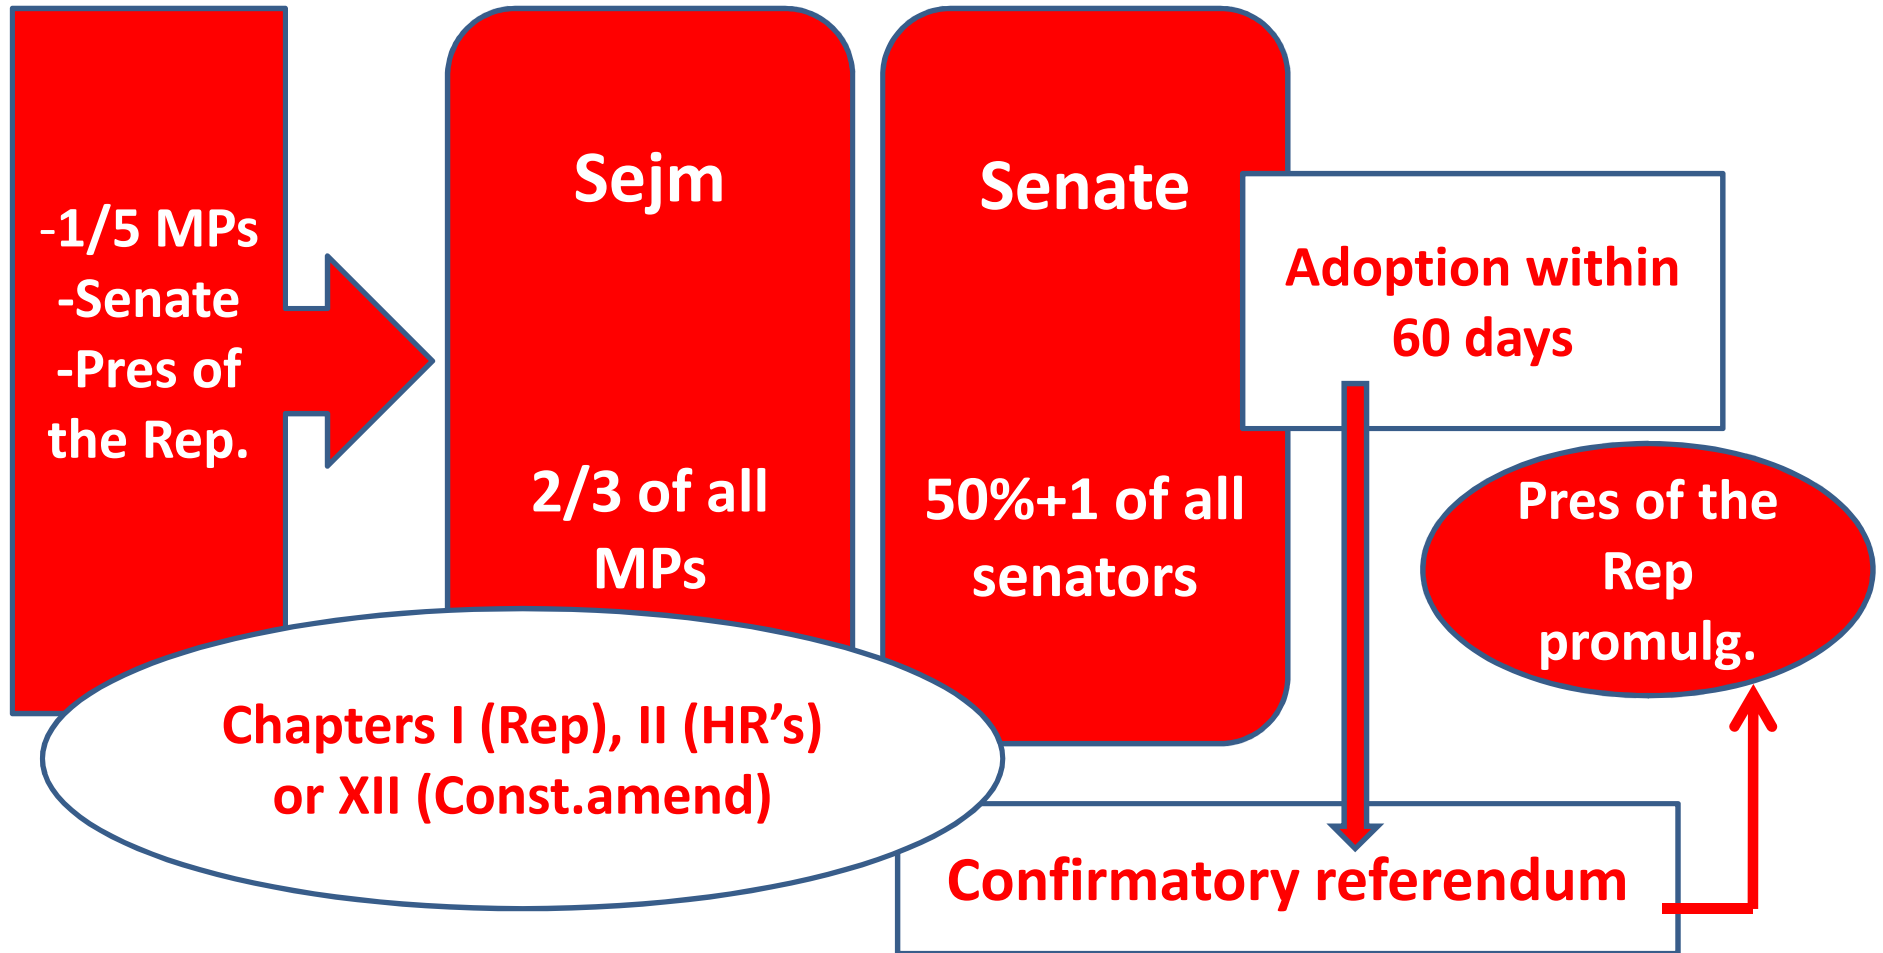 -1/5 MPs
-Senate
-Pres of
the Rep.
Sejm
2/3 of all
MPs
Senate
50%+1 of all
senators
Adoption within
60 days
Pres of the
Rep
promulg.
Chapters I (Rep), II (HR’s)
or XII (Const.amend)
Confirmatory referendum